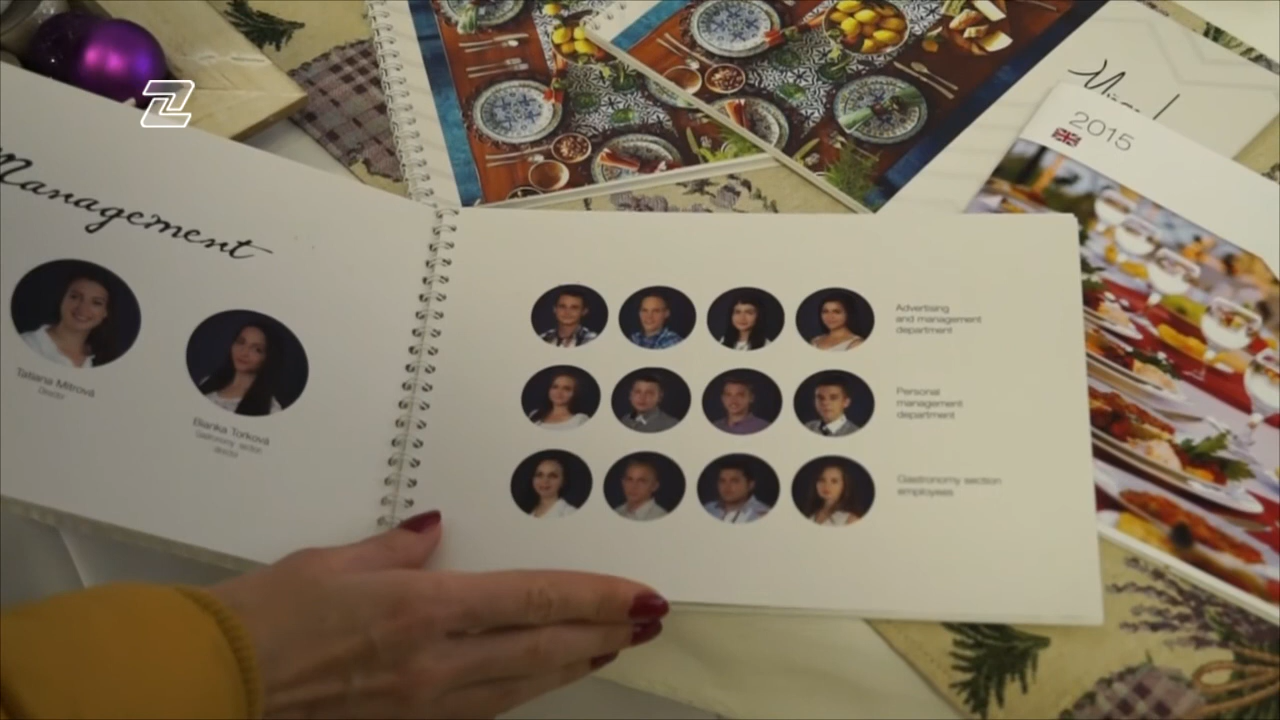 2015
Management
Tatiana Mitrová
Director
Bianka Torková
Gastronomy section
director
Advertising
and management
department
Personal
management
department
Gastronomy section
employees